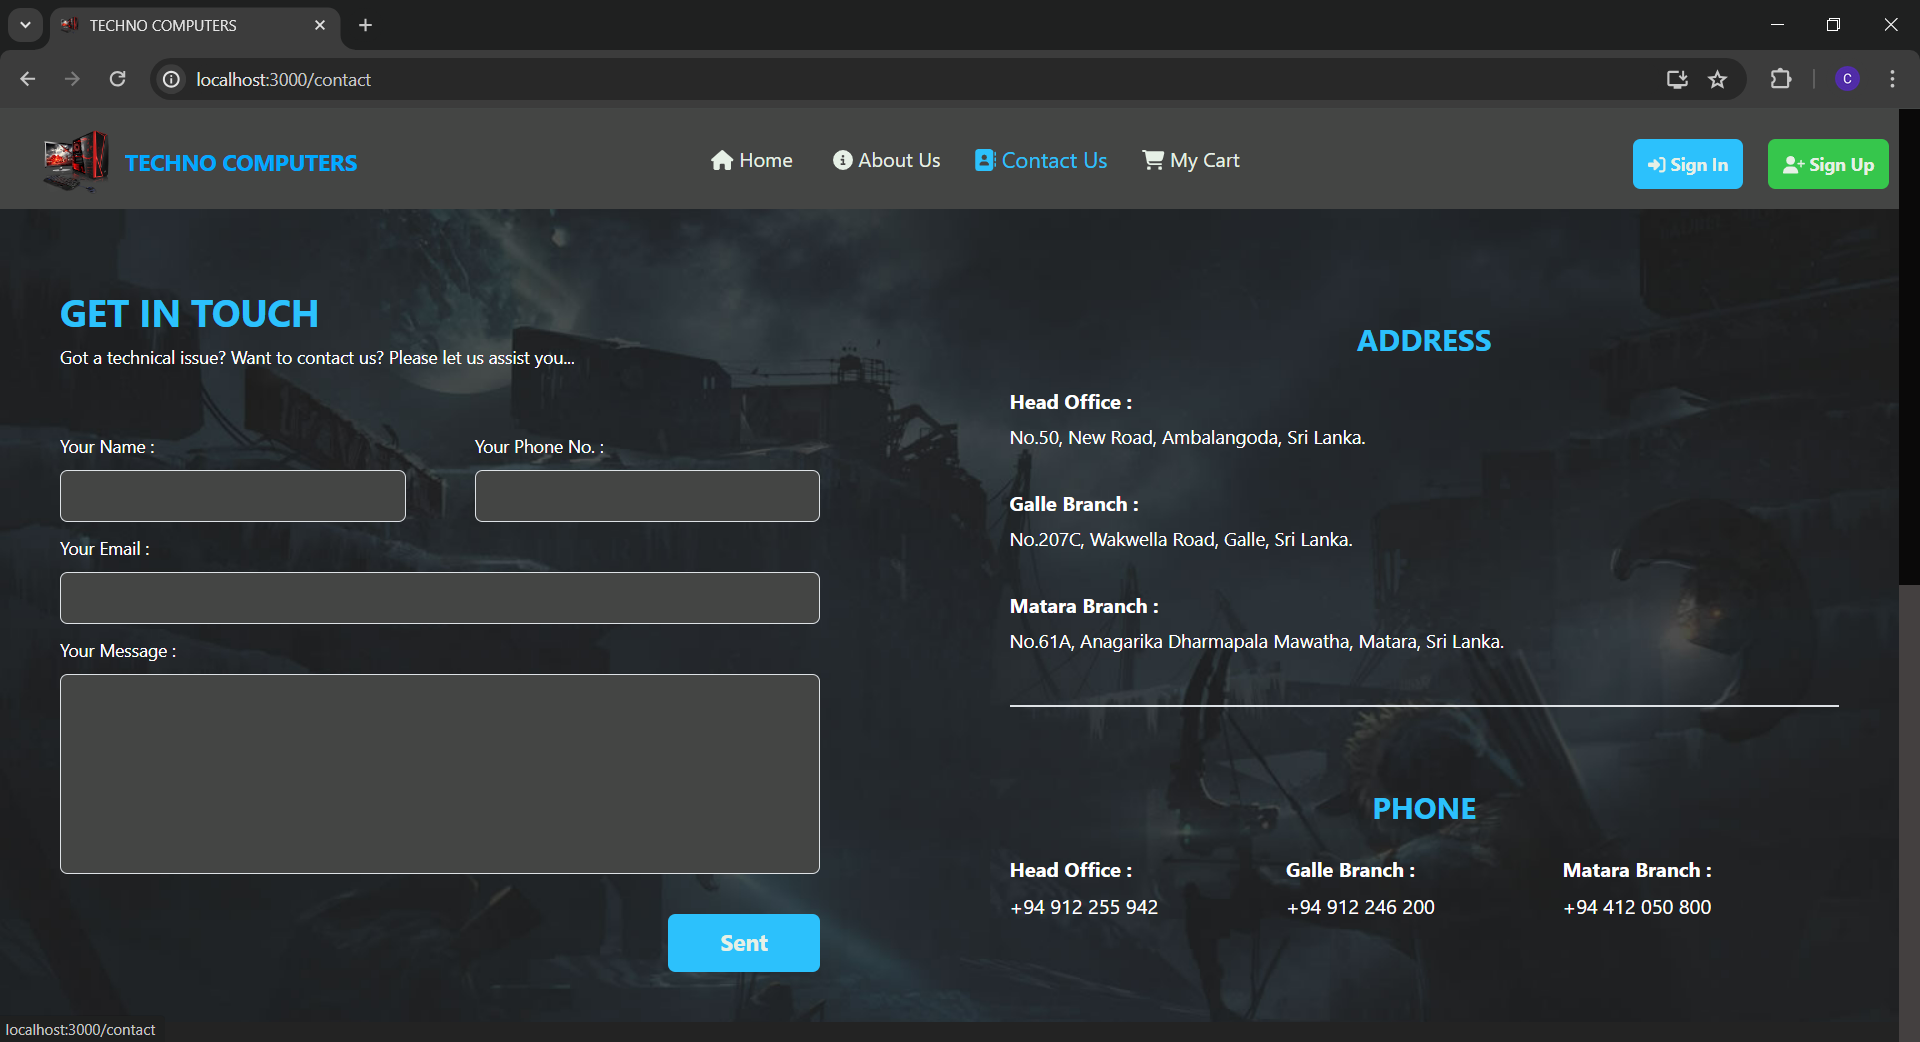 TECHNO COMPUTERS
localhost:3000/contact
C
TECHNO COMPUTERS
Home
About Us
Contact Us
My Cart
Sign In
Sign Up
GET IN TOUCH
Got a technical issue? Want to contact us? Please let us assist you...
Your Name :
Your Phone No. :
Your Email :
Your Message :
Sent
ADDRESS
Head Office :
No.50, New Road, Ambalangoda, Sri Lanka.
Galle Branch :
No.207C, Wakwella Road, Galle, Sri Lanka.
Matara Branch :
No.61A, Anagarika Dharmapala Mawatha, Matara, Sri Lanka.
PHONE
Head Office :
+94 912 255 942
Galle Branch :
+94 912 246 200
Matara Branch :
+94 412 050 800
localhost:3000/contact